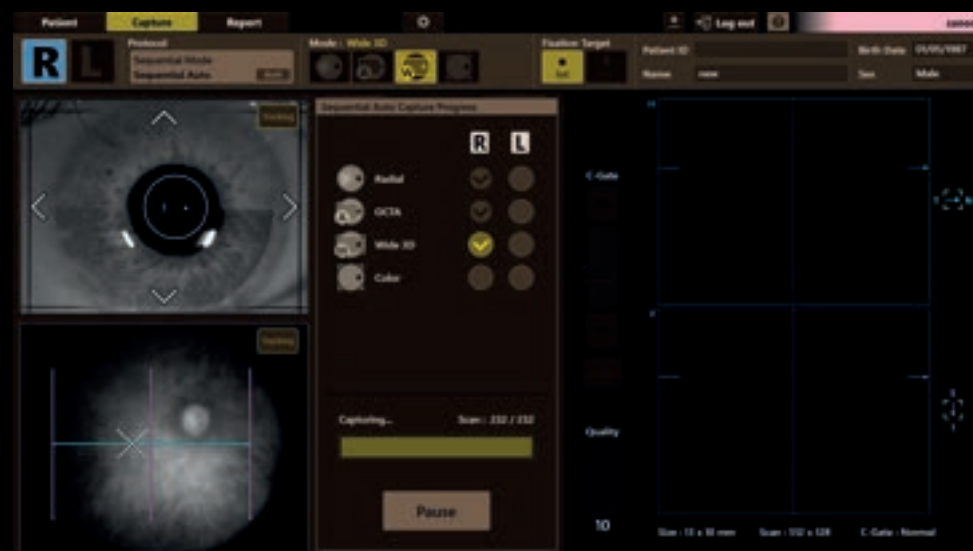 Patient Capture Report Log out
R L
Protocol
Sequential Mode
Sequential Auto
Mode : Wide 3D
Fixation Target
Patient ID
Birth Date 01/01/1987
Name new
Sex Male
Tracking
Sequential Auto Capture Progress
R L
Radial
OCTA
Wide 3D
Color
Capturing... Scan : 232 / 232
Pause
Tracking
C-Gate
Quality
10
Size : 13 x 10 mm Scan : 512 x 128 C-Gate : Normal